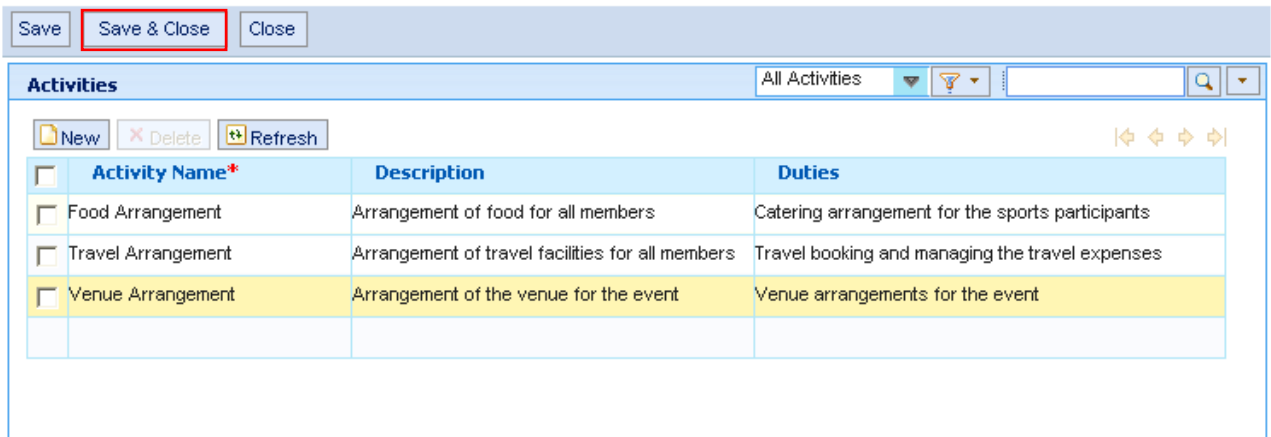 Save Save & Close Close
Activities All Activities
New Delete Refresh
Activity Name* Description Duties
Food Arrangement Arrangement of food for all members Catering arrangement for the sports participants
Travel Arrangement Arrangement of travel facilities for all members Travel booking and managing the travel expenses
Venue Arrangement Arrangement of the venue for the event Venue arrangements for the event